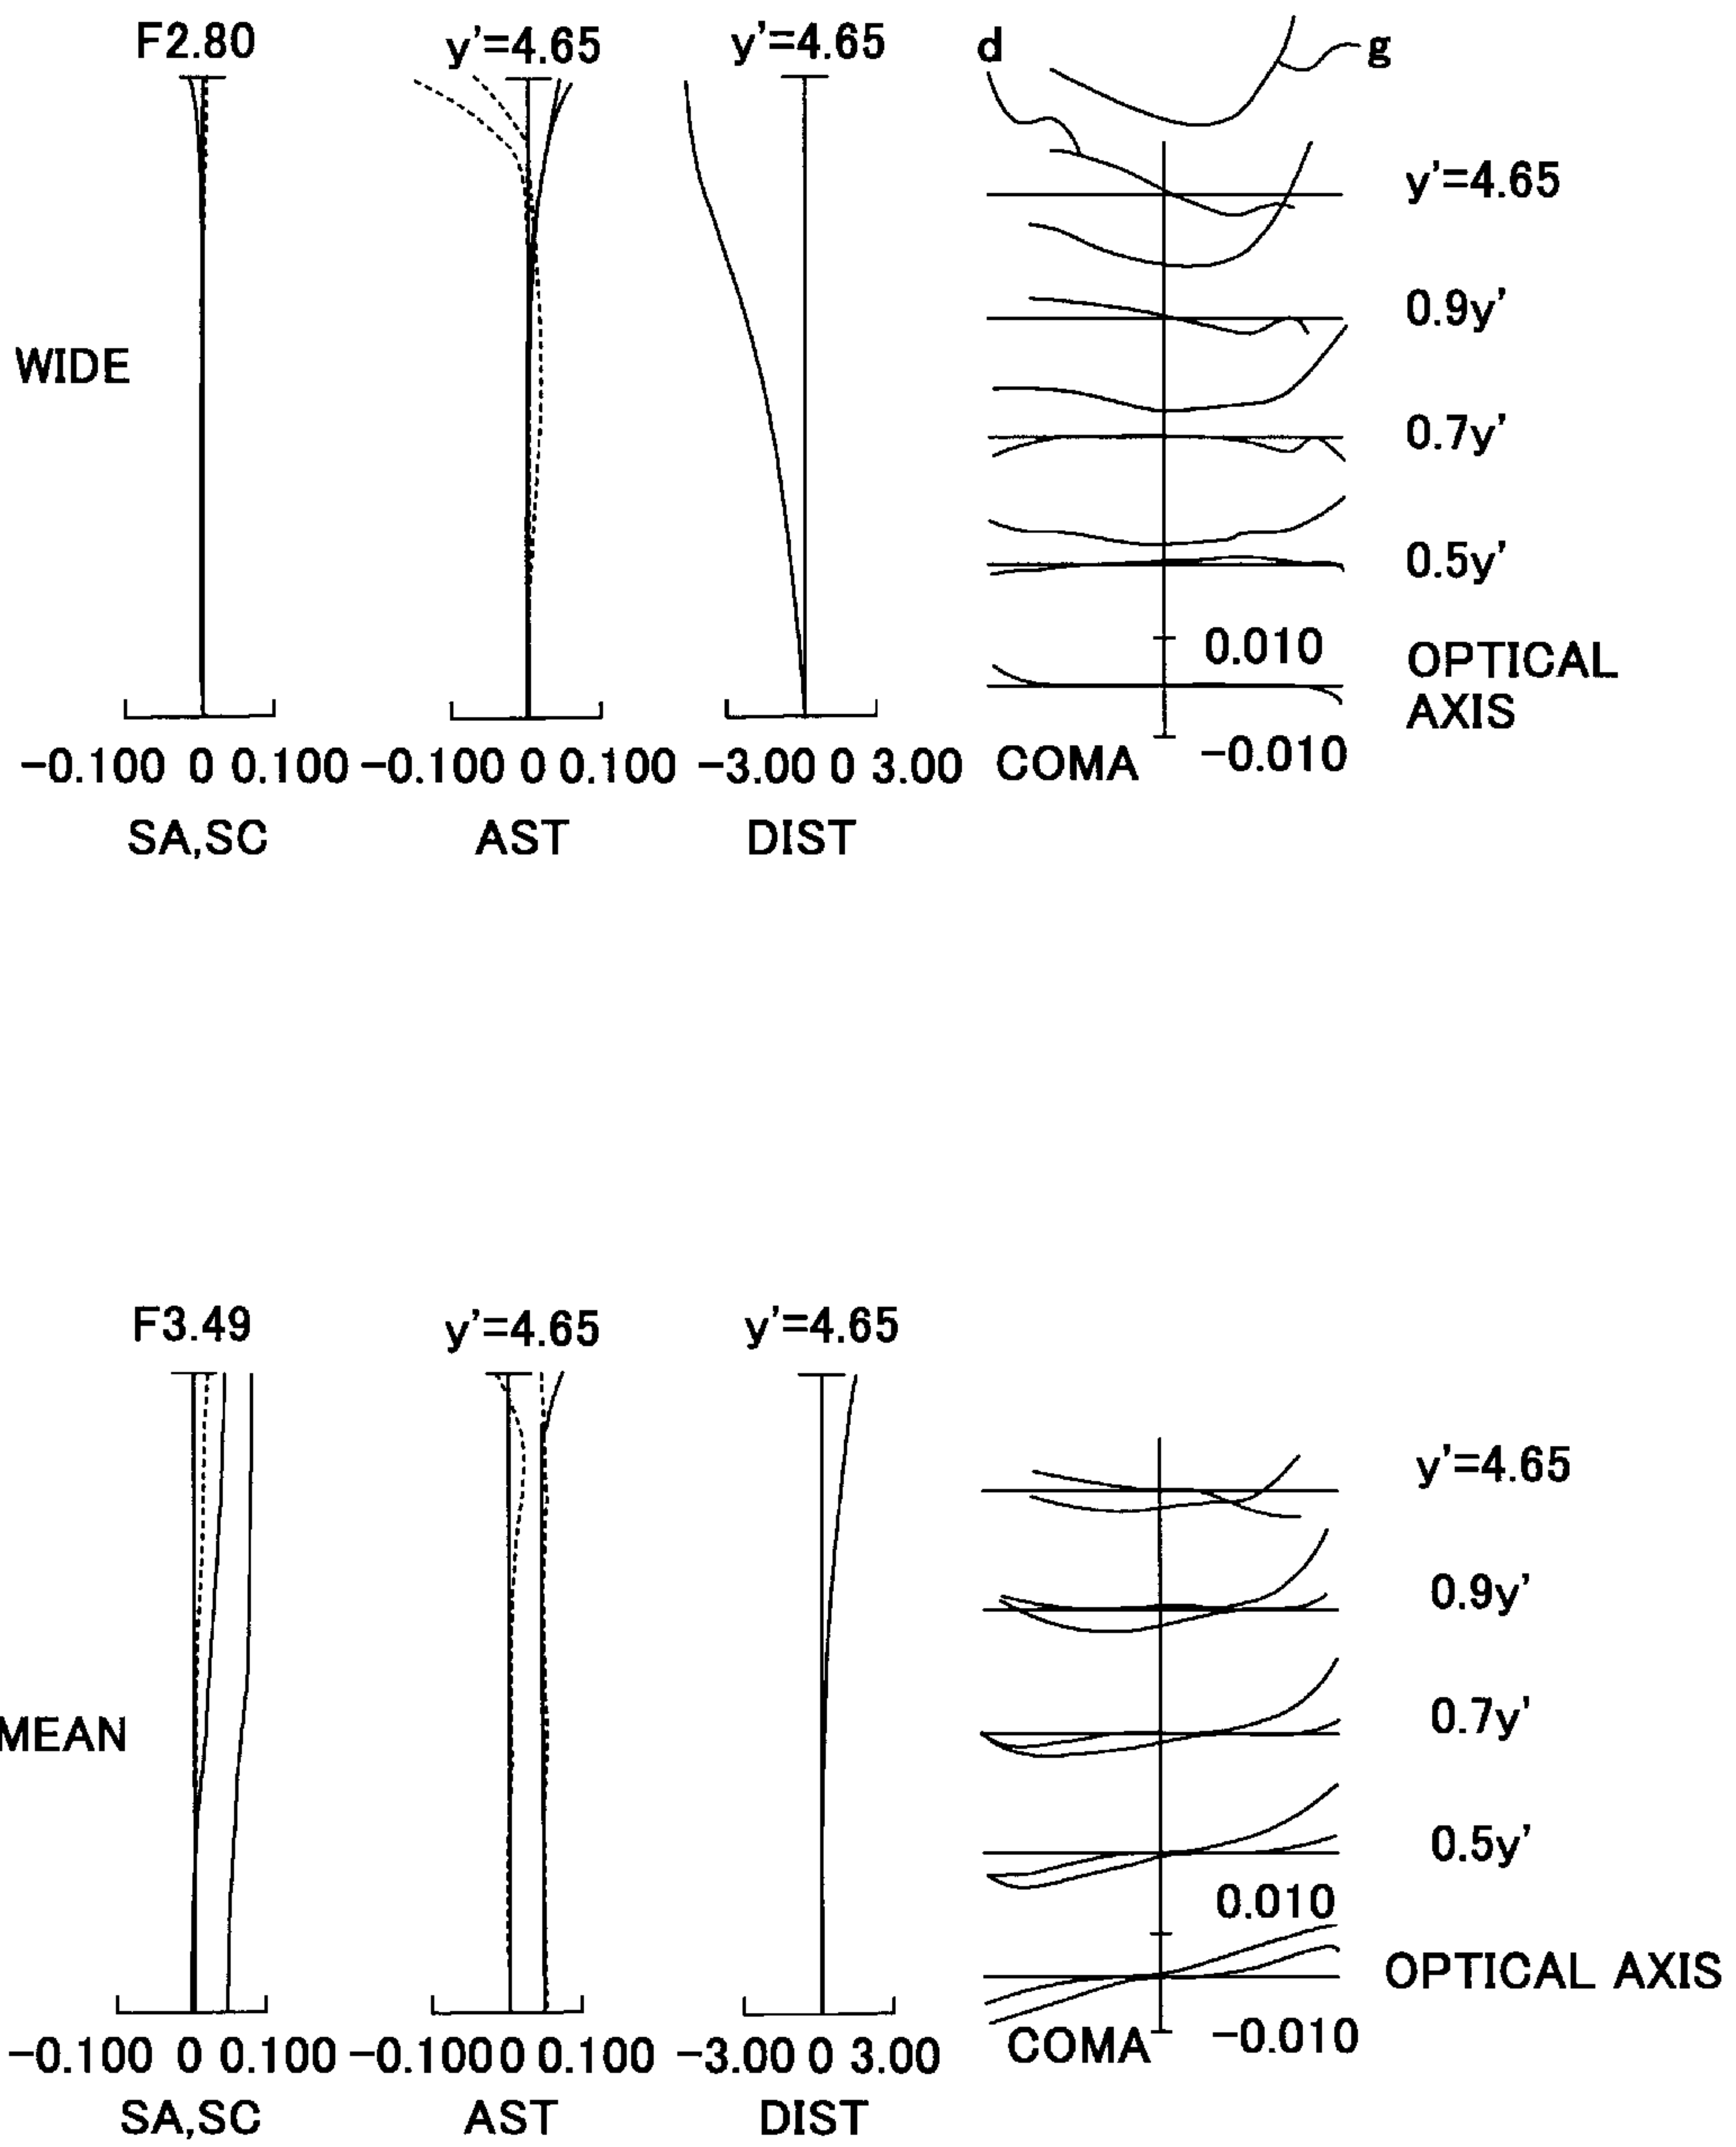 F2.80
y'=4.65
y'=4.65
d
g
y'=4.65
0.9y'
WIDE
0.7y'
0.5y'
0.010
OPTICAL
AXIS
-0.100 0 0.100
-0.100 0 0.100
-3.00 0 3.00
COMA
-0.010
SA,SC
AST
DIST
F3.49
y'=4.65
y'=4.65
y'=4.65
0.9y'
MEAN
0.7y'
0.5y'
0.010
OPTICAL AXIS
-0.100 0 0.100
-0.100 0 0.100
-3.00 0 3.00
COMA
-0.010
SA,SC
AST
DIST